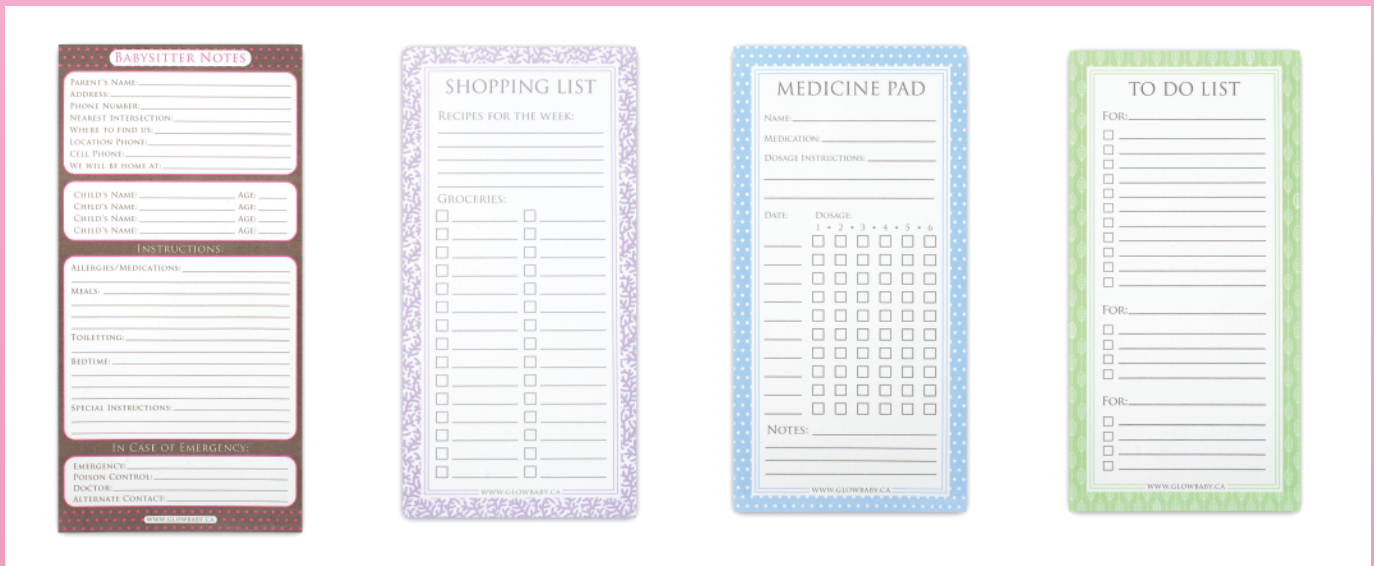 BABYSITTER NOTES
PARENT'S NAME:
ADDRESS:
PHONE NUMBER:
NEAREST INTERSECTION:
WHERE TO FIND US:
LOCATION PHONE:
CELL PHONE:
WE WILL BE HOME AT:
CHILD'S NAME: AGE:
CHILD'S NAME: AGE:
CHILD'S NAME: AGE:
CHILD'S NAME: AGE:
INSTRUCTIONS:
ALLERGIES/MEDICATIONS:
MEALS:
TOILETTING:
BEDTIME:
SPECIAL INSTRUCTIONS:
IN CASE OF EMERGENCY:
EMERGENCY:
POISON CONTROL:
DOCTOR:
ALTERNATE CONTACT:
WWW.GLOWBABY.CA
SHOPPING LIST
RECIPES FOR THE WEEK:
GROCERIES:
WWW.GLOWBABY.CA
MEDICINE PAD
NAME:
MEDICATION:
DOSAGE INSTRUCTIONS:
DATE: DOSAGE:
1 • 2 • 3 • 4 • 5 • 6
NOTES:
WWW.GLOWBABY.CA
TO DO LIST
FOR:
FOR:
FOR:
WWW.GLOWBABY.CA